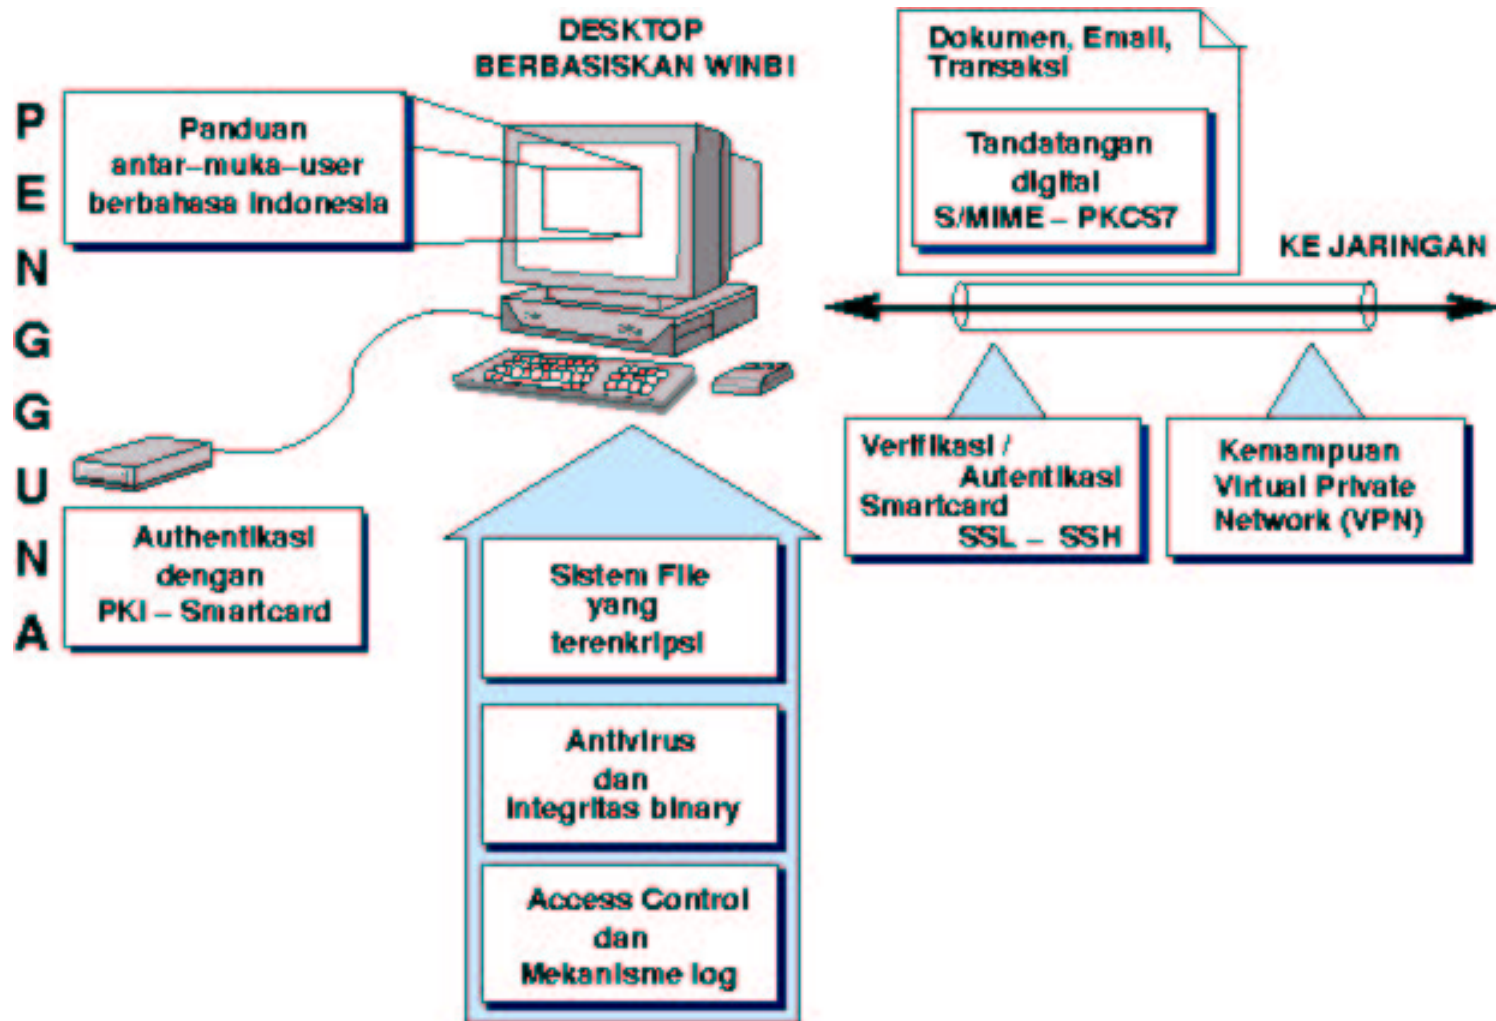 PENGGUNA
DESKTOP
BERBASISKAN WINBI
Panduan
antar-muka-user
berbahasa Indonesia
Authentikasi
dengan
PKI – Smartcard
Sistem File
yang
terenkripsi
Antivirus
dan
Integritas binary
Access Control
dan
Mekanisme log
Dokumen, Email,
Transaksi
Tandatangan
digital
S/MIME – PKCS7
KE JARINGAN
Verifikasi /
Autentikasi
Smartcard
SSL – SSH
Kemampuan
Virtual Private
Network (VPN)